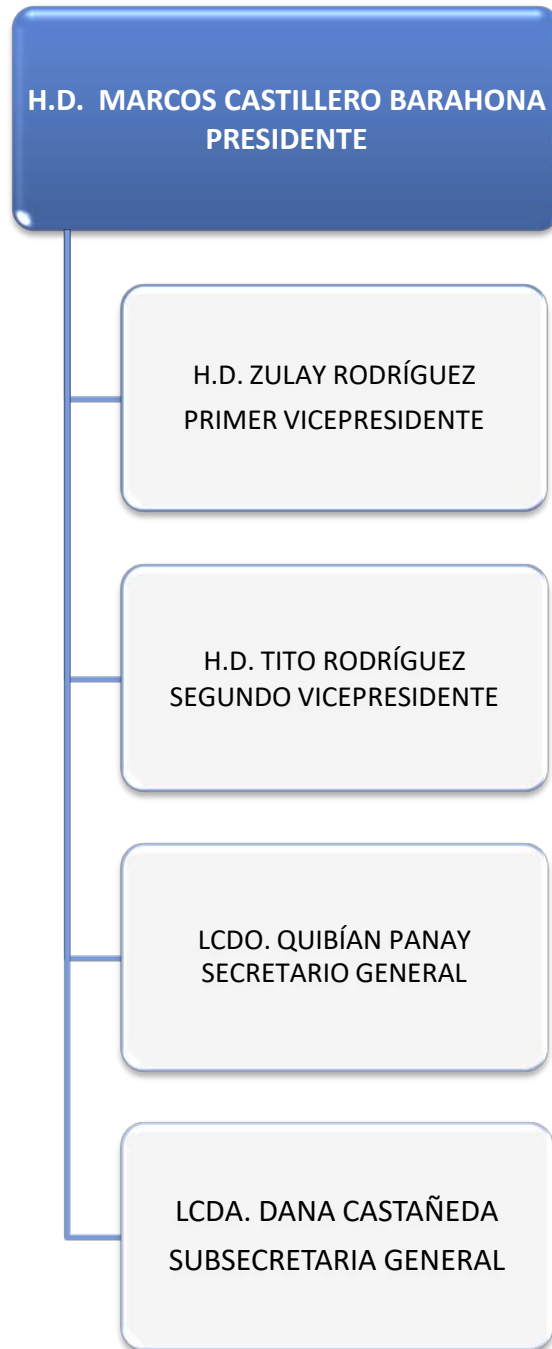 H.D. MARCOS CASTILLERO BARAHONA
PRESIDENTE
H.D. ZULAY RODRÍGUEZ
PRIMER VICEPRESIDENTE
H.D. TITO RODRÍGUEZ
SEGUNDO VICEPRESIDENTE
LCDO. QUIBÍAN PANAY
SECRETARIO GENERAL
LCDA. DANA CASTAÑEDA
SUBSECRETARIA GENERAL